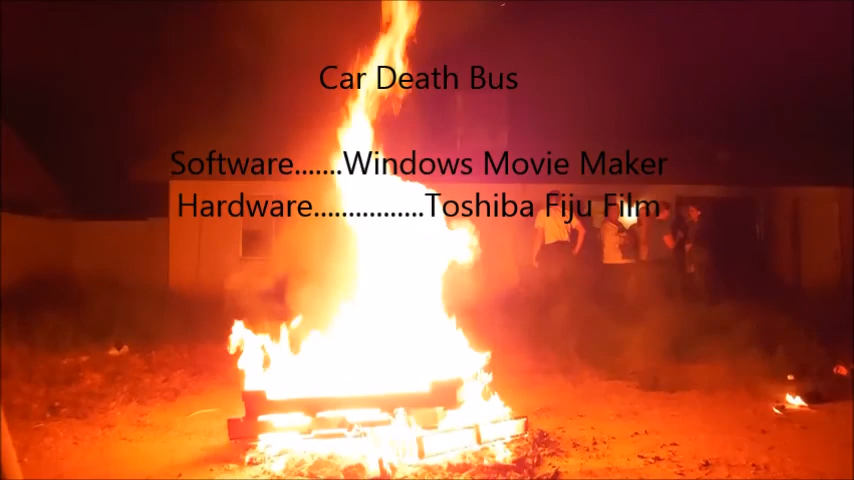 Car Death Bus
Software.......Windows Movie Maker
Hardware................Toshiba Fiju Film